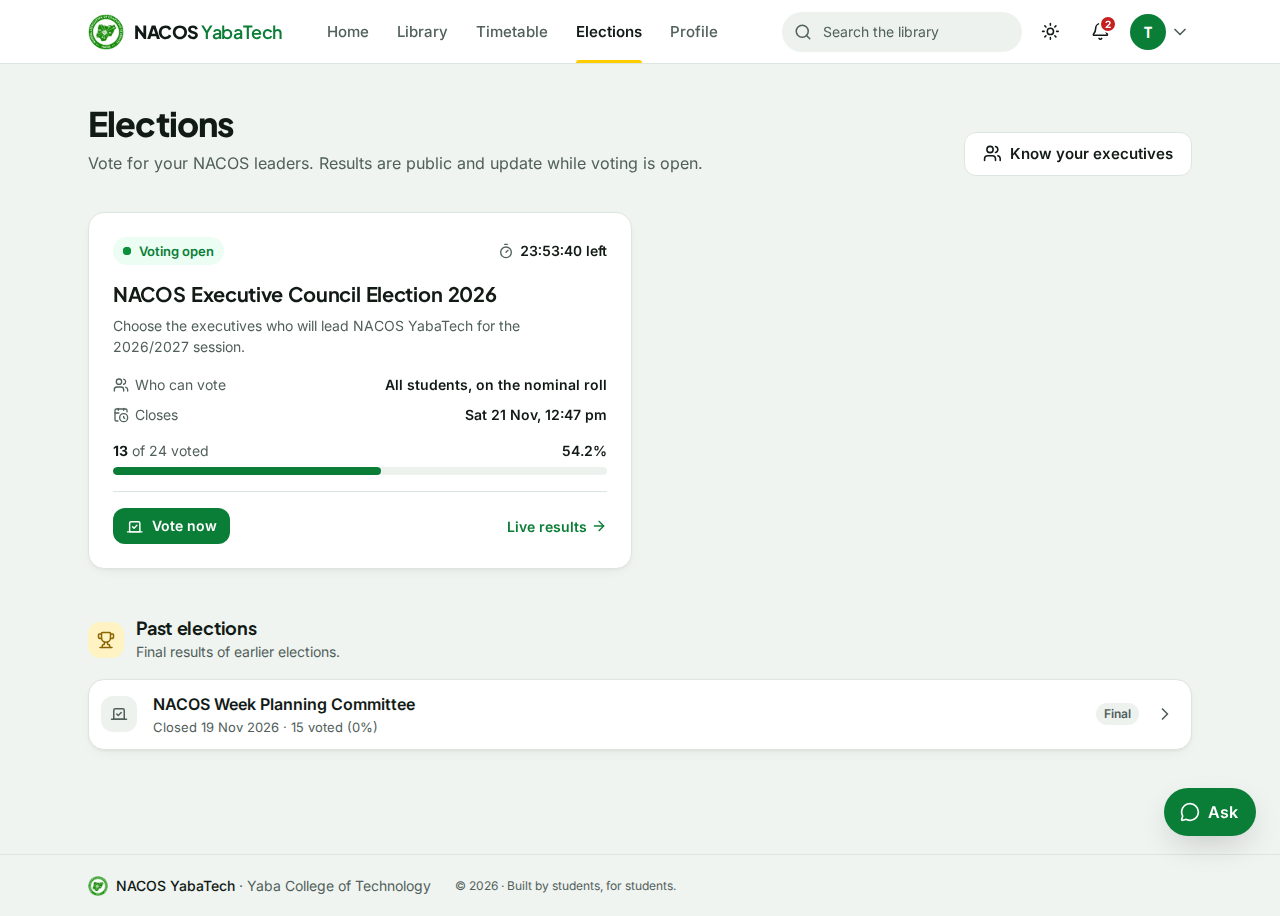 NACOS YabaTech
Home
Library
Timetable
Elections
Profile
Search the library
2
T
Elections
Vote for your NACOS leaders. Results are public and update while voting is open.
Know your executives
Voting open
23:53:40 left
NACOS Executive Council Election 2026
Choose the executives who will lead NACOS YabaTech for the
2026/2027 session.
Who can vote
All students, on the nominal roll
Closes
Sat 21 Nov, 12:47 pm
13 of 24 voted
54.2%
Vote now
Live results
Past elections
Final results of earlier elections.
NACOS Week Planning Committee
Closed 19 Nov 2026 · 15 voted (0%)
Final
Ask
NACOS YabaTech · Yaba College of Technology
© 2026 · Built by students, for students.